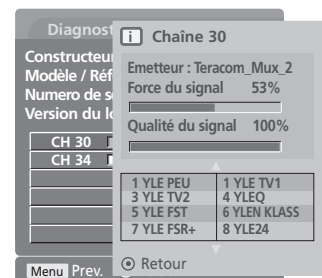 Diagnost
Constructeur
Modèle / Réf
Numero de s
Version du lo
CH 30
CH 34
Menu Prev.
i Chaîne 30
Emetteur : Teracom_Mux_2
Force du signal 53%
Qualité du signal 100%
1 YLE PEU 1 YLE TV1
3 YLE TV2 4 YLEQ
5 YLE FST 6 YLEN KLASS
7 YLE FSR+ 8 YLE24
Retour